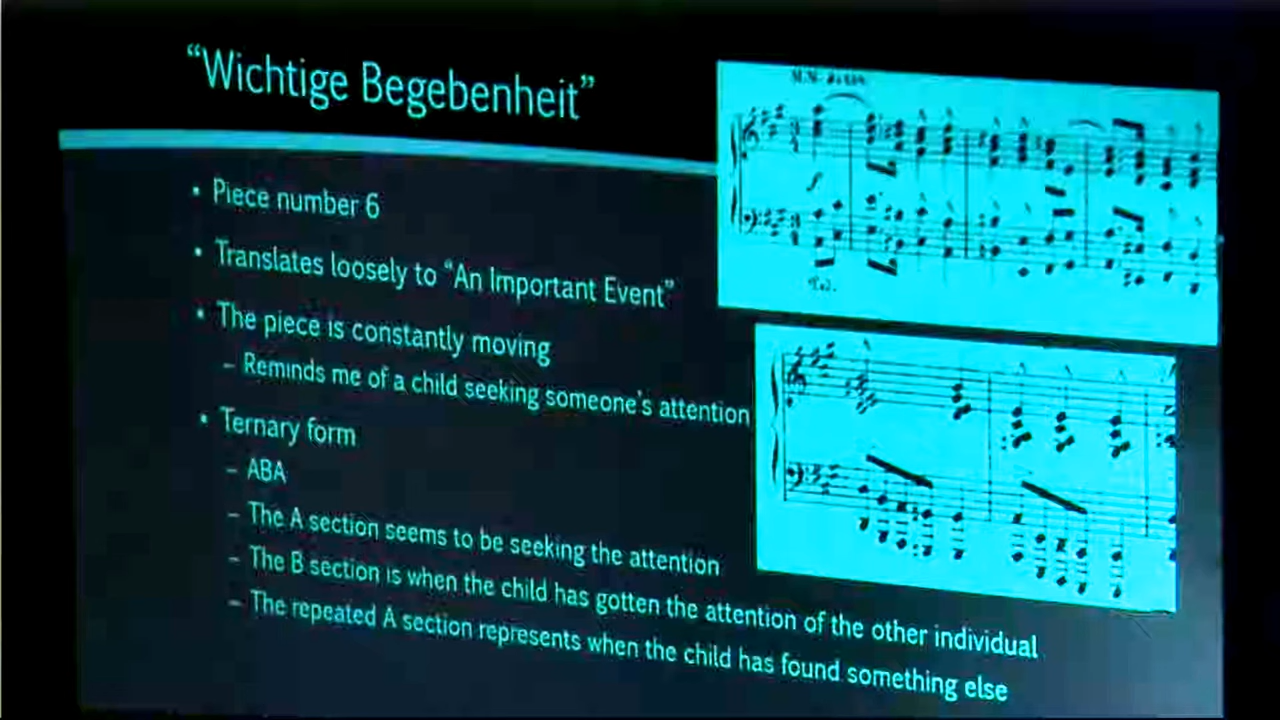 “Wichtige Begebenheit”
• Piece number 6
• Translates loosely to “An Important Event”
• The piece is constantly moving
– Reminds me of a child seeking someone's attention
• Ternary form
– ABA
– The A section seems to be seeking the attention
– The B section is when the child has gotten the attention of the other individual
– The repeated A section represents when the child has found something else